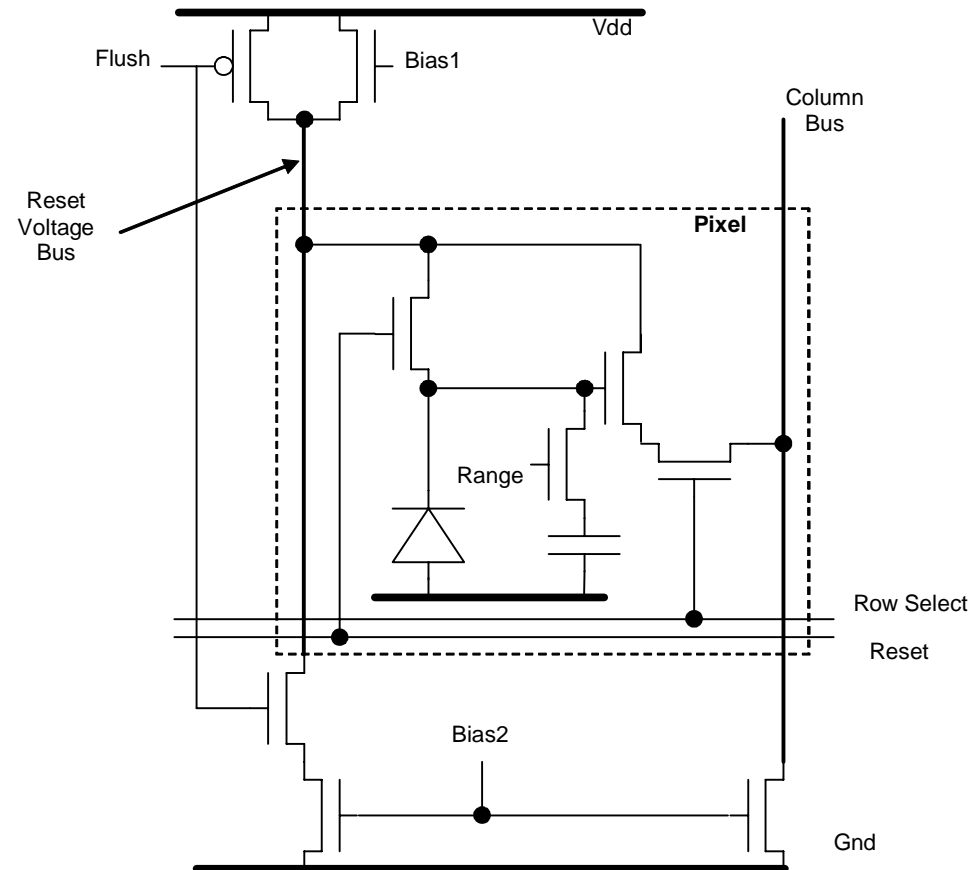 Vdd
Flush
Bias1
Column
Bus
Reset
Voltage
Bus
Pixel
Range
Row Select
Reset
Bias2
Gnd